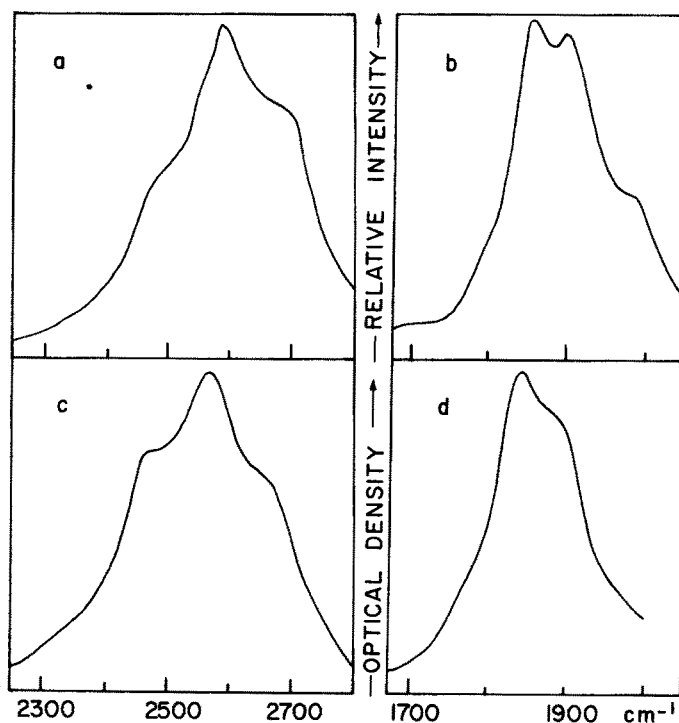 a
b
RELATIVE INTENSITY
c
d
OPTICAL DENSITY
2300 2500 2700
1700 1900 cm⁻¹